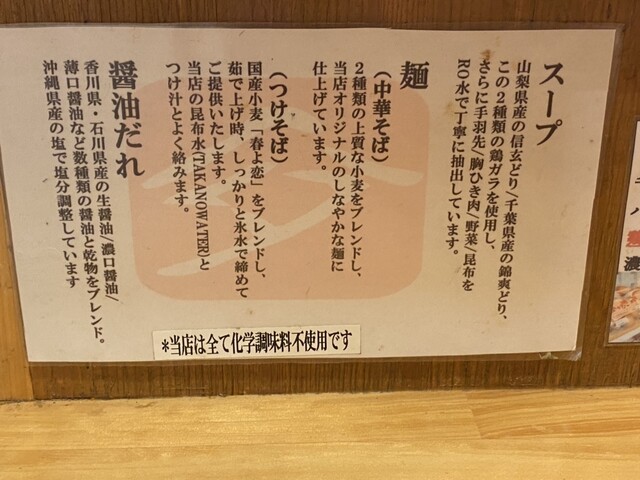 スープ
山梨県産の信玄どり/千葉県産の錦爽どり、
この2種類の鶏ガラを使用し、
さらに手羽先/胸ひき肉/野菜/昆布を
RO水で丁寧に抽出しています。
麺
（中華そば）
2種類の上質な小麦をブレンドし、
当店オリジナルのしなやかな麺に
仕上げています。
（つけそば）
国産小麦「春よ恋」をブレンドし、
茹で上げ時、しっかりと氷水で締めて
ご提供いたします。
当店の昆布水(TAKANOWATER)と
つけ汁とよく絡みます。
醤油だれ
香川県・石川県産の生醤油/濃口醤油/
薄口醤油など数種類の醤油と乾物をブレンド。
沖縄県産の塩で塩分調整しています
＊当店は全て化学調味料不使用です
濃